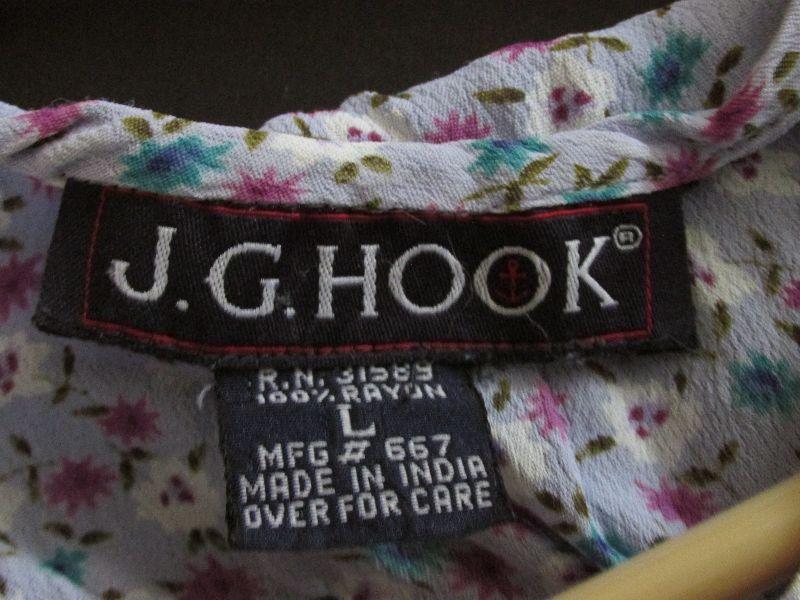 J.G.HOOK®
R.N. 31589
100% RAYON
L
MFG # 667
MADE IN INDIA
OVER FOR CARE